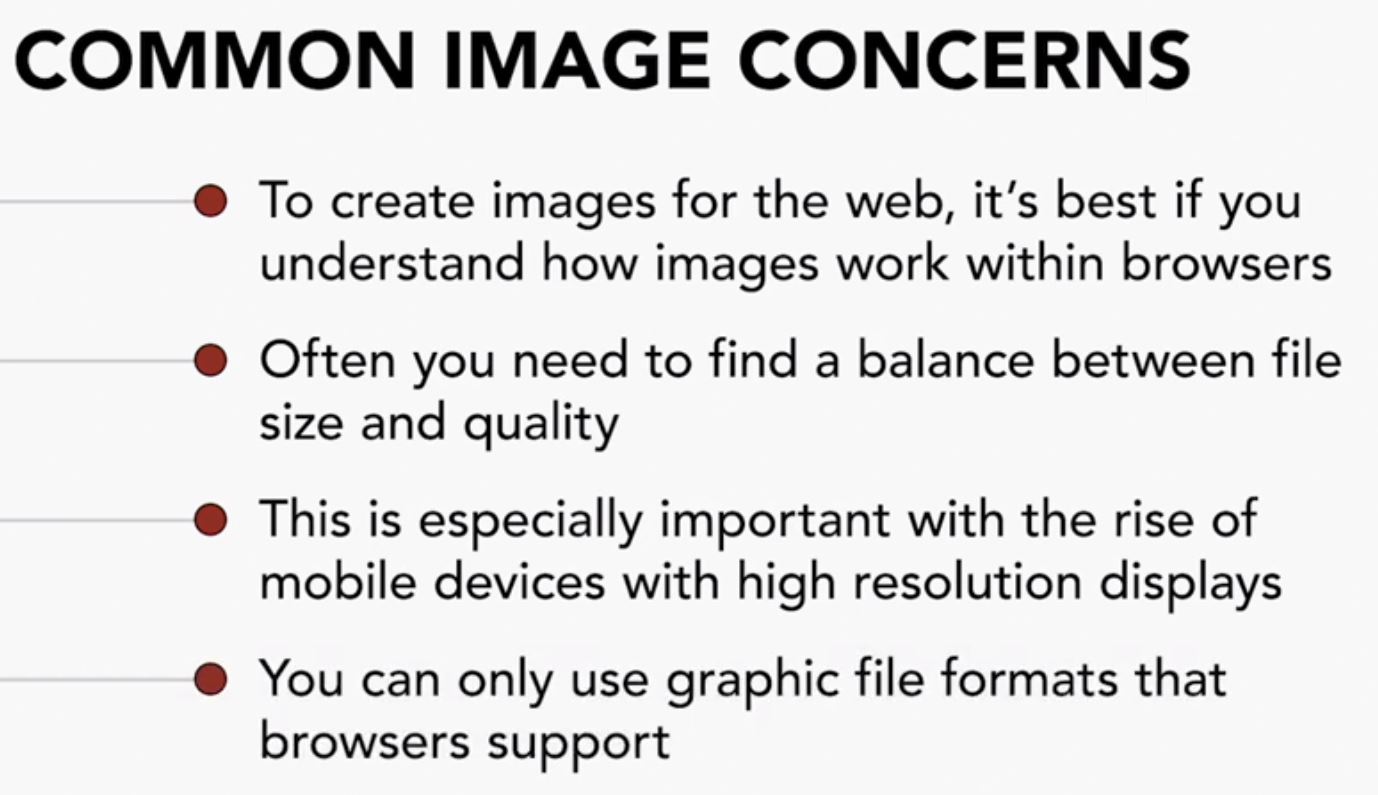 COMMON IMAGE CONCERNS
To create images for the web, it’s best if you
understand how images work within browsers
Often you need to find a balance between file
size and quality
This is especially important with the rise of
mobile devices with high resolution displays
You can only use graphic file formats that
browsers support